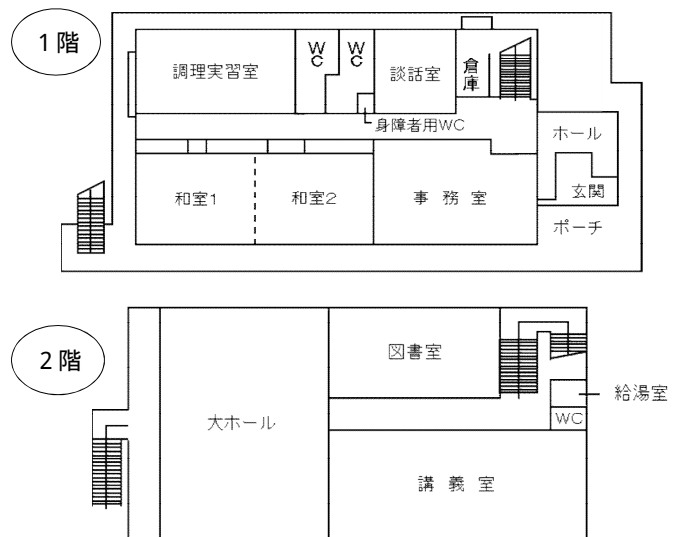 1階
調理実習室
WC
WC
談話室
倉庫
身障者用WC
ホール
玄関
和室1
和室2
事務室
ポーチ
2階
図書室
給湯室
WC
大ホール
講義室